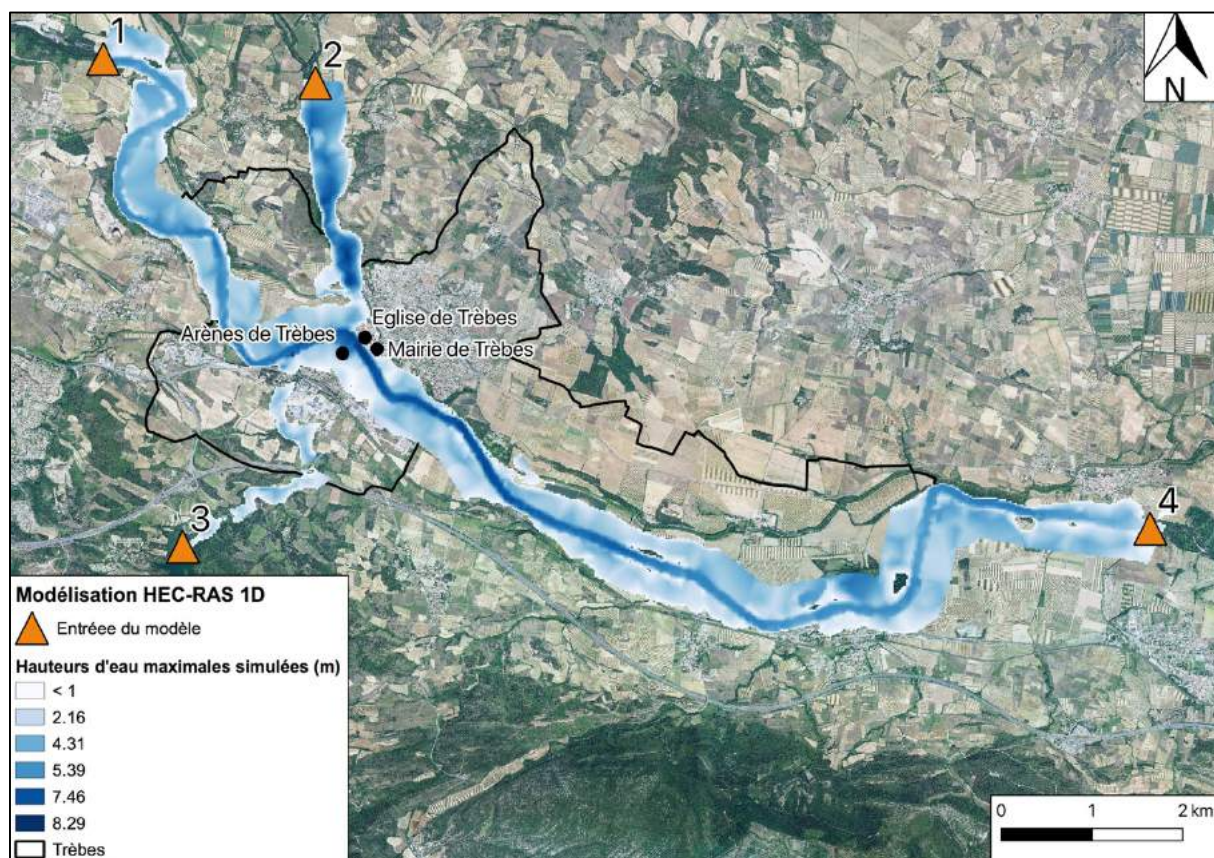 1
2
N
Eglise de Trèbes
Arènes de Trèbes
Mairie de Trèbes
3
4
Modélisation HEC-RAS 1D
Entréee du modèle
Hauteurs d'eau maximales simulées (m)
< 1
2.16
4.31
5.39
7.46
8.29
Trèbes
0 1 2 km